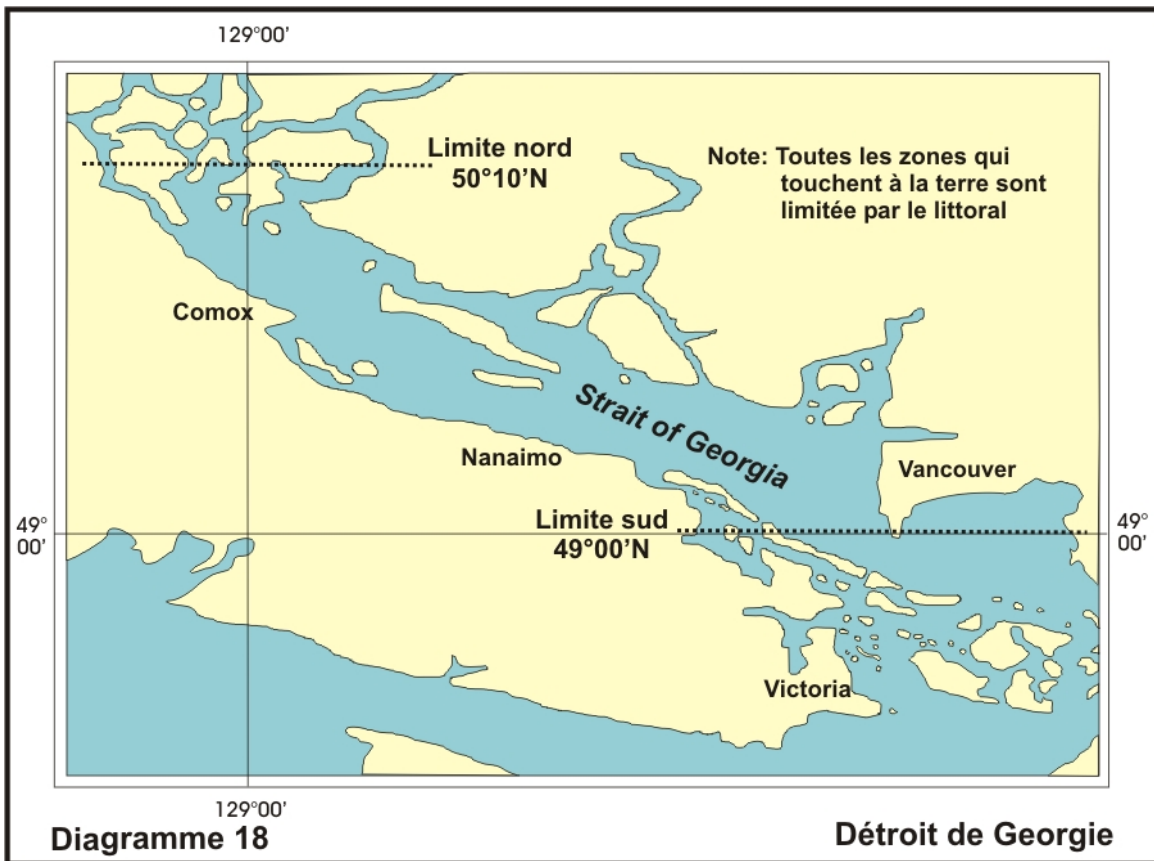 129°00’
Limite nord
50°10’N
Note: Toutes les zones qui
touchent à la terre sont
limitée par le littoral
Comox
Strait of Georgia
Nanaimo
Vancouver
Limite sud
49°00’N
49°
00’
49°
00’
Victoria
129°00’
Diagramme 18
Détroit de Georgie